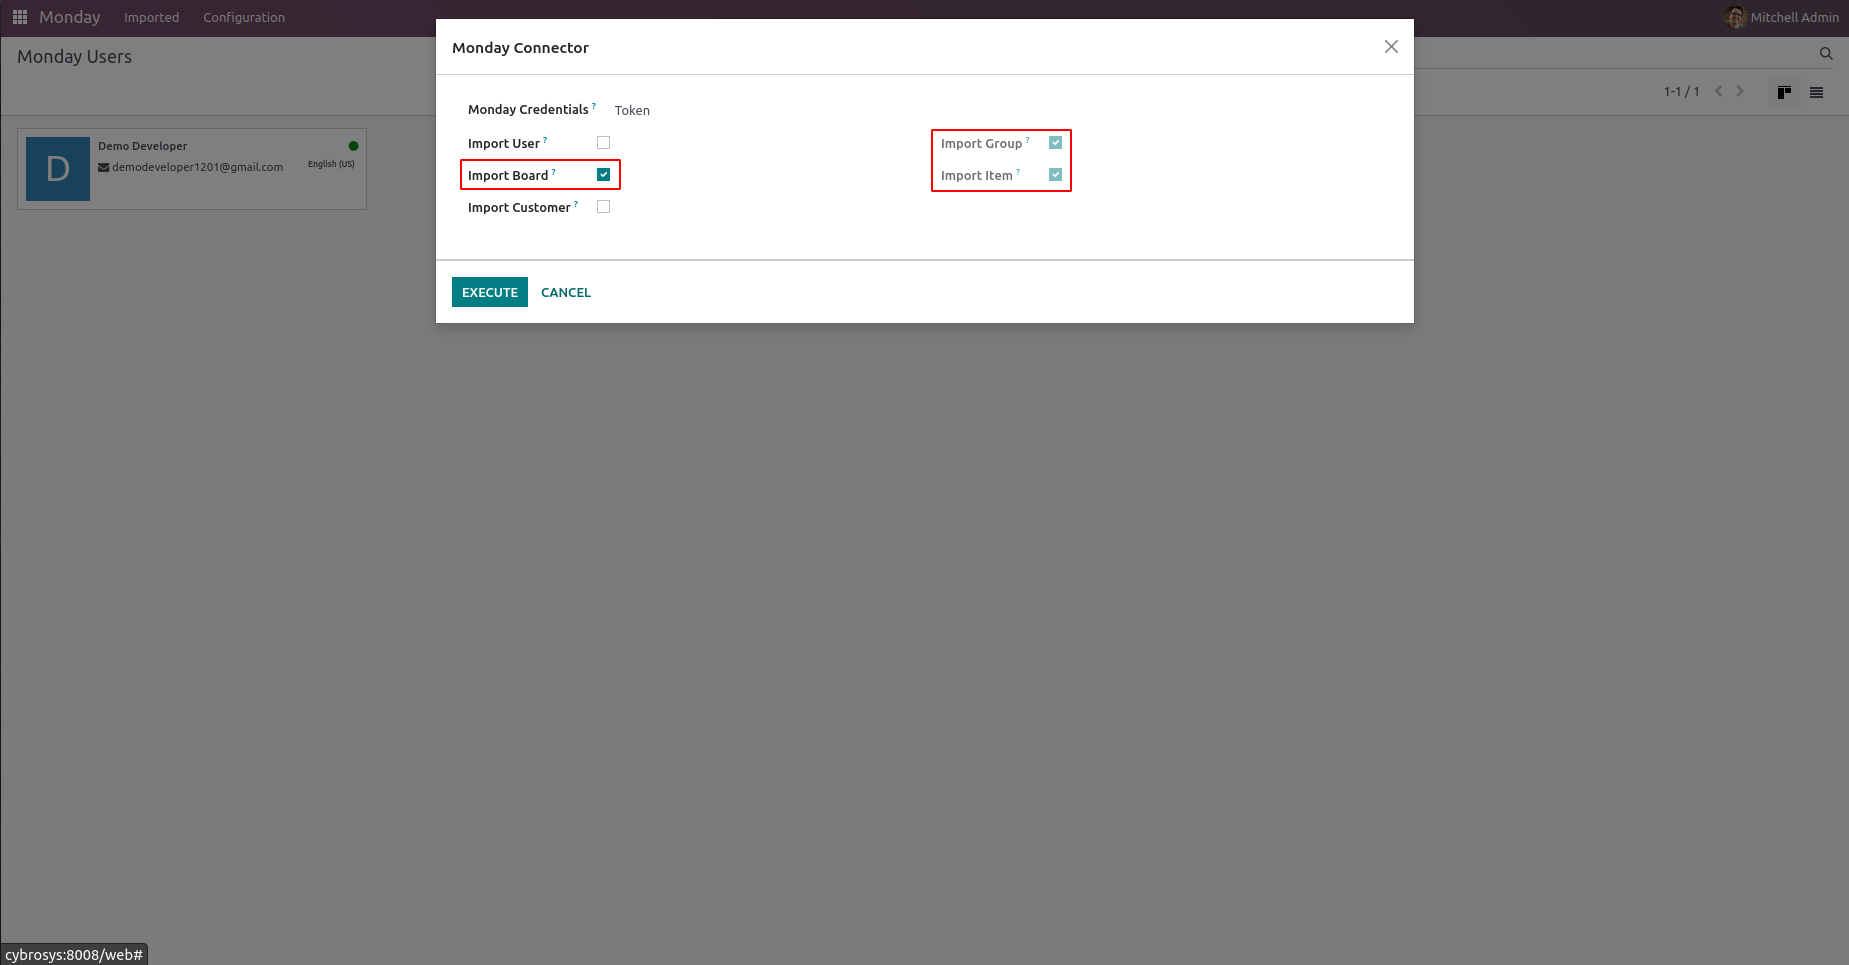 Monday Imported Configuration Mitchell Admin
Monday Users
1-1 / 1
D
Demo Developer
demodeveloper1201@gmail.com
English (US)
Monday Connector
Monday Credentials ? Token
Import User ?
Import Board ?
Import Customer ?
Import Group ?
Import Item ?
EXECUTE CANCEL
cybrosys:8008/web#